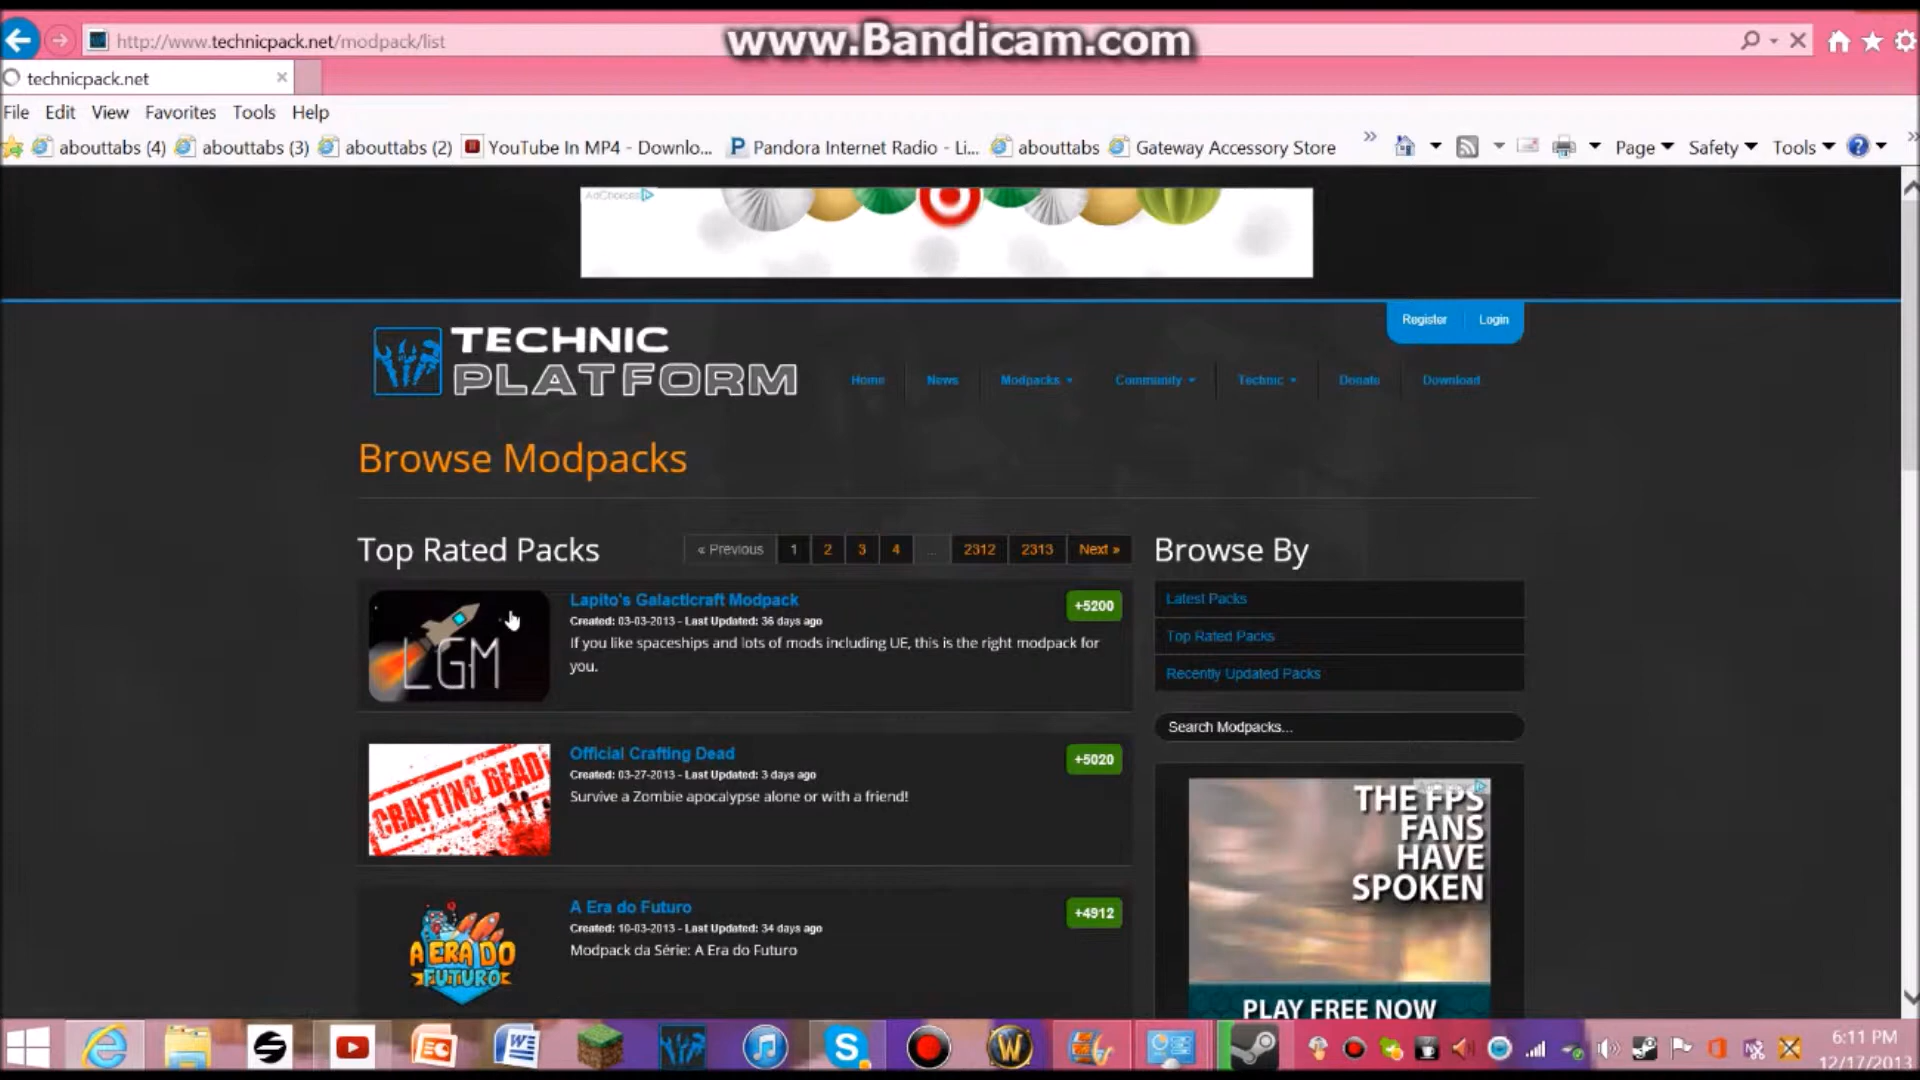 www.Bandicam.com
http://www.technicpack.net/modpack/list
technicpack.net
File Edit View Favorites Tools Help
abouttabs (4) abouttabs (3) abouttabs (2) YouTube In MP4 - Downlo... Pandora Internet Radio - Li... abouttabs Gateway Accessory Store Page Safety Tools
AdChoices
Register Login
TECHNIC
PLATFORM
Home News Modpacks Community Technic Donate Download
Browse Modpacks
Top Rated Packs
« Previous 1 2 3 4 ... 2312 2313 Next »
Browse By
LGM
Lapito's Galacticraft Modpack
+5200
Created: 03-03-2013 - Last Updated: 36 days ago
If you like spaceships and lots of mods including UE, this is the right modpack for
you.
Latest Packs
Top Rated Packs
Recently Updated Packs
Search Modpacks...
CRAFTING DEAD
Official Crafting Dead
+5020
Created: 03-27-2013 - Last Updated: 3 days ago
Survive a Zombie apocalypse alone or with a friend!
A ERA DO
FUTURO
A Era do Futuro
+4912
Created: 10-03-2013 - Last Updated: 34 days ago
Modpack da Série: A Era do Futuro
THE FPS
FANS
HAVE
SPOKEN
PLAY FREE NOW
6:11 PM
12/17/2013